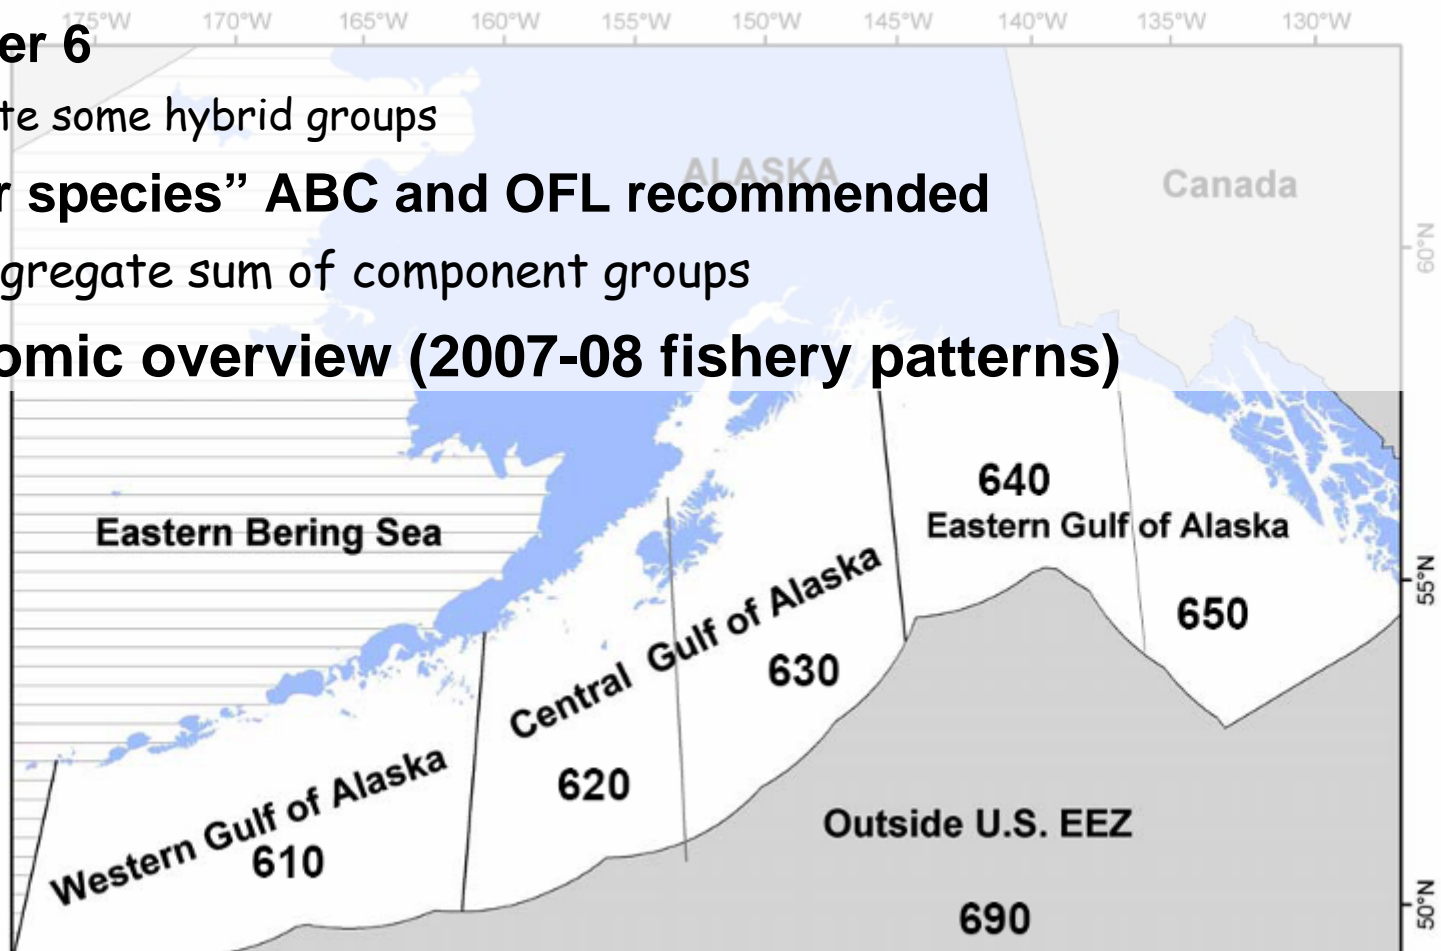 175°W 170°W 165°W 160°W 155°W 150°W 145°W 140°W 135°W 130°W
er 6
te some hybrid groups
ALASKA
Canada
r species” ABC and OFL recommended
60°N
gregate sum of component groups
omic overview (2007-08 fishery patterns)
640
Eastern Bering Sea
Eastern Gulf of Alaska
55°N
650
Central Gulf of Alaska
630
620
Western Gulf of Alaska
610
Outside U.S. EEZ
690
50°N